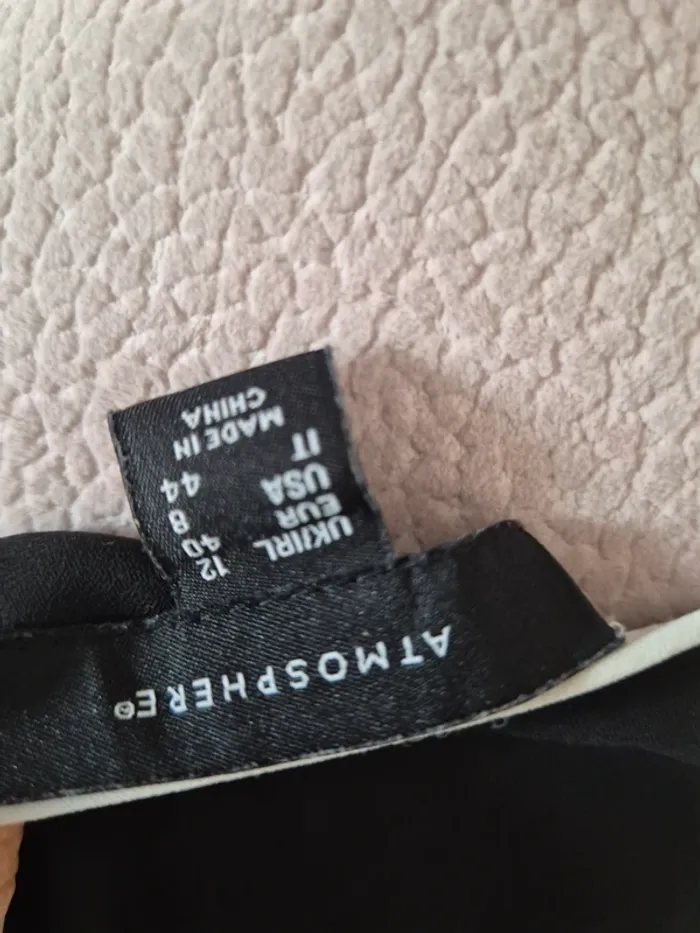 ATMOSPHERE®
UK/IRL 12
EUR 40
USA 8
IT 44
MADE IN
CHINA